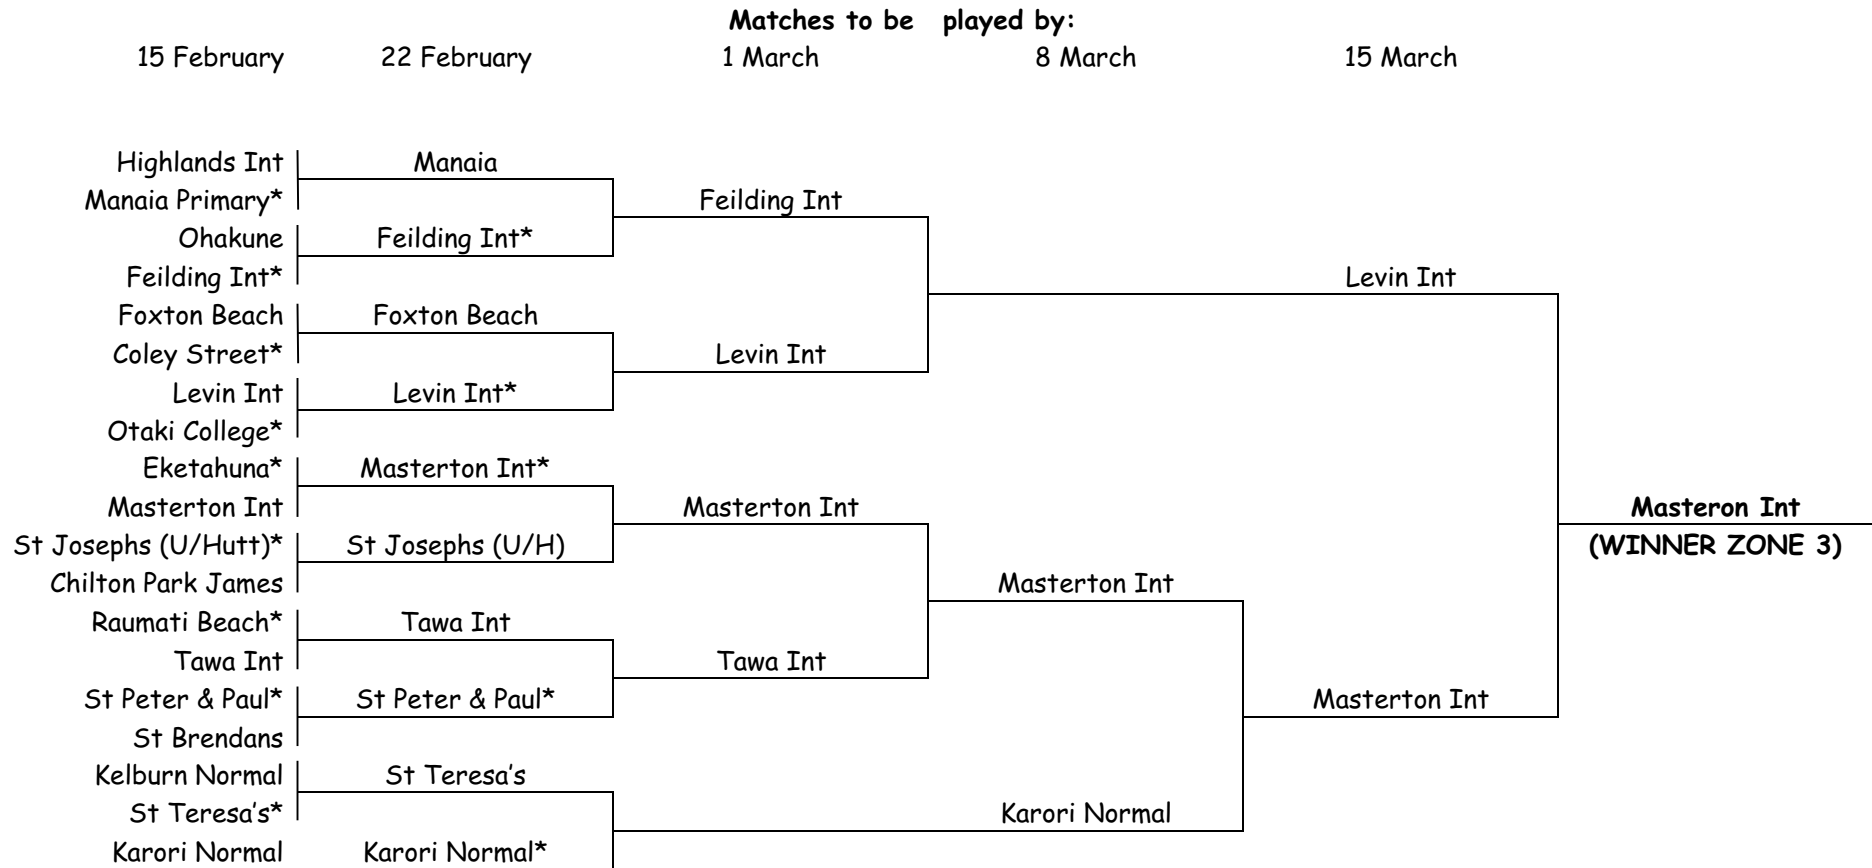 Matches to be played by:
15 February 22 February 1 March 8 March 15 March
Highlands Int Manaia
Manaia Primary* Feilding Int
Ohakune Feilding Int*
Feilding Int* Levin Int
Foxton Beach Foxton Beach
Coley Street* Levin Int
Levin Int Levin Int*
Otaki College*
Eketahuna* Masterton Int*
Masterton Int Masterton Int Masteron Int
St Josephs (U/Hutt)* St Josephs (U/H) (WINNER ZONE 3)
Chilton Park James Masterton Int
Raumati Beach* Tawa Int
Tawa Int Tawa Int
St Peter & Paul* St Peter & Paul* Masterton Int
St Brendans
Kelburn Normal St Teresa’s
St Teresa’s* Karori Normal
Karori Normal Karori Normal*